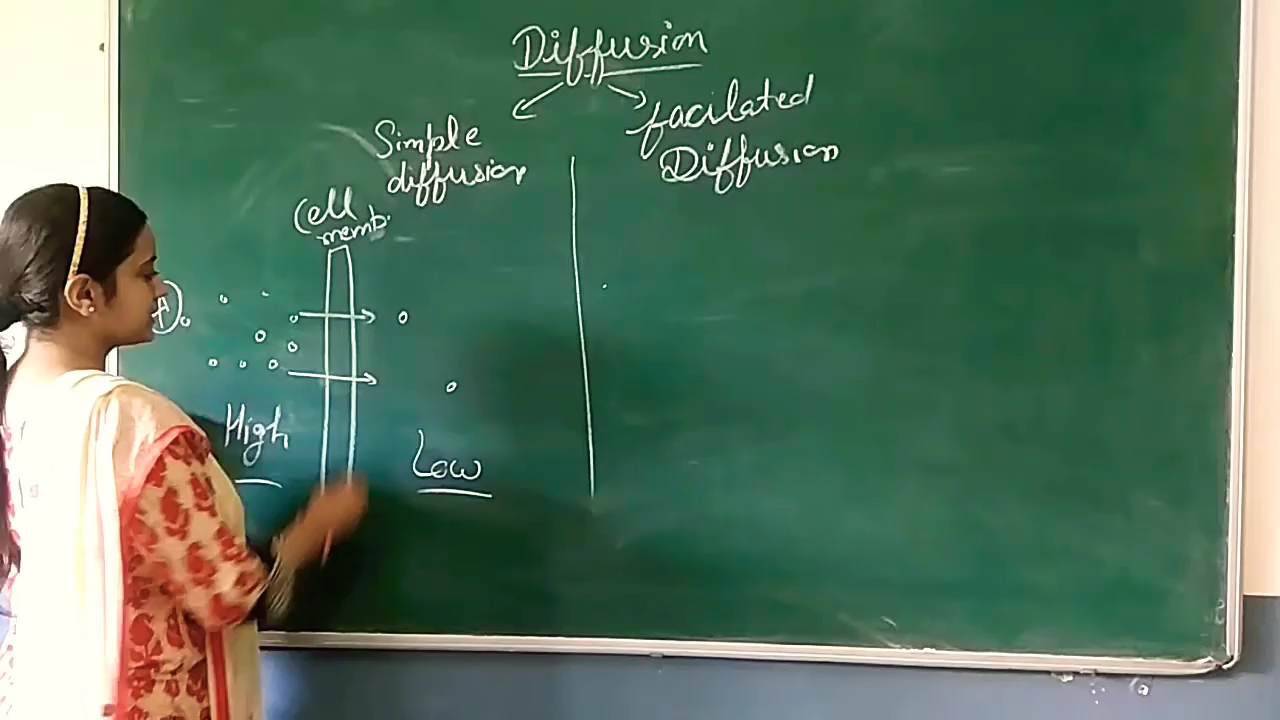 Diffusion
Simple
diffusion
facilated
Diffusion
Cell
memb.
High
Low